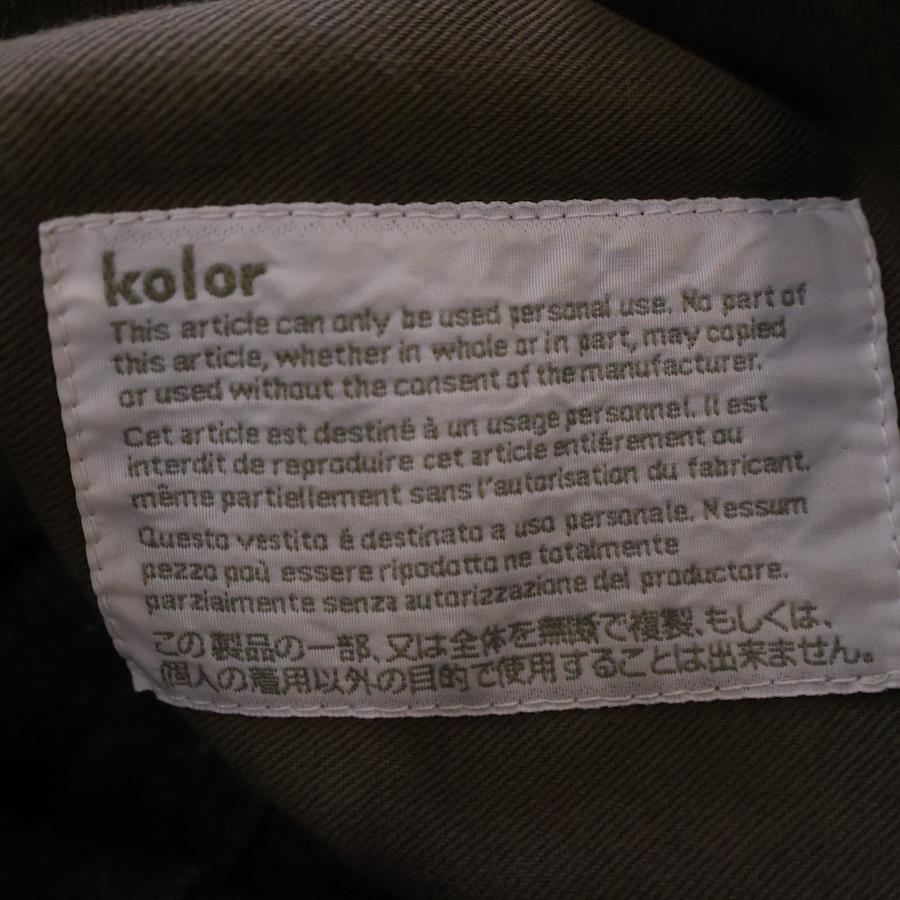 kolor
This article can only be used personal use. No part of
this article, whether in whole or in part, may copied
or used without the consent of the manufacturer.
Cet article est destiné à un usage personnel. Il est
interdit de reproduire cet article entiérement ou
même partiellement sans l'autorisation du fabricant.
Questo vestito é destinato a uso personale. Nessum
pezzo poù essere ripodotto ne totalmente
parziaimente senza autorizzazione del productore.
この製品の一部、又は全体を無断で複製、もしくは、
個人の着用以外の目的で使用することは出来ません。